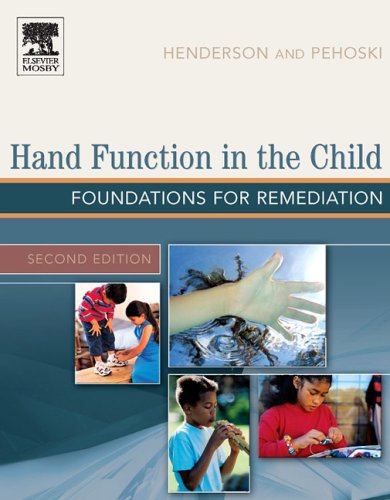 HENDERSON AND PEHOSKI
ELSEVIER
MOSBY
Hand Function in the Child
FOUNDATIONS FOR REMEDIATION
SECOND EDITION